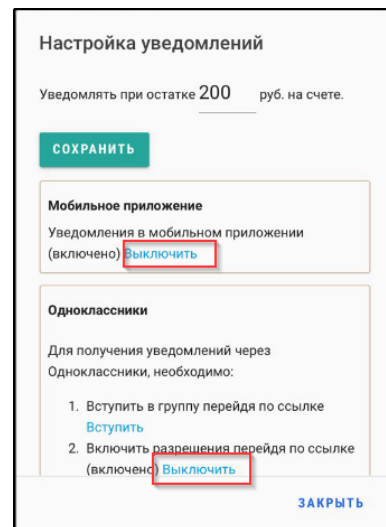 Настройка уведомлений
Уведомлять при остатке 200 руб. на счете.
СОХРАНИТЬ
Мобильное приложение
Уведомления в мобильном приложении
(включено) Выключить
Одноклассники
Для получения уведомлений через
Одноклассники, необходимо:
1. Вступить в группу перейдя по ссылке
Вступить
2. Включить разрешения перейдя по ссылке
(включено) Выключить
ЗАКРЫТЬ